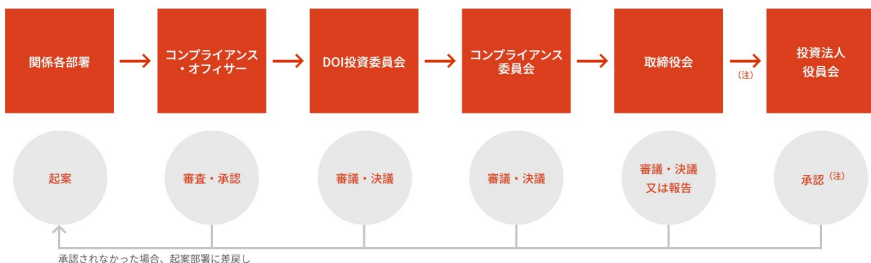 関係各部署
コンプライアンス
・オフィサー
DOI投資委員会
コンプライアンス
委員会
取締役会
(注)
投資法人
役員会
起案
審査・承認
審議・決議
審議・決議
審議・決議
又は報告
承認(注)
承認されなかった場合、起案部署に差戻し